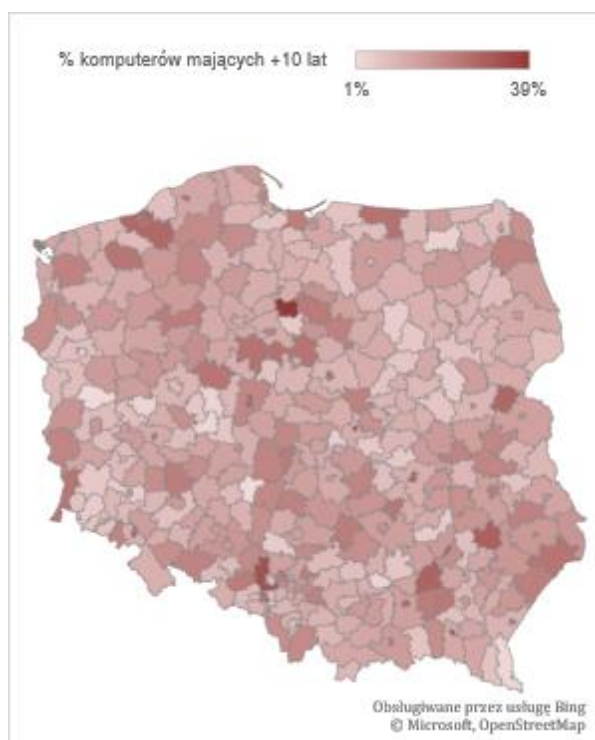 % komputerów mających +10 lat
1%
39%
Obsługiwane przez usługę Bing
© Microsoft, OpenStreetMap